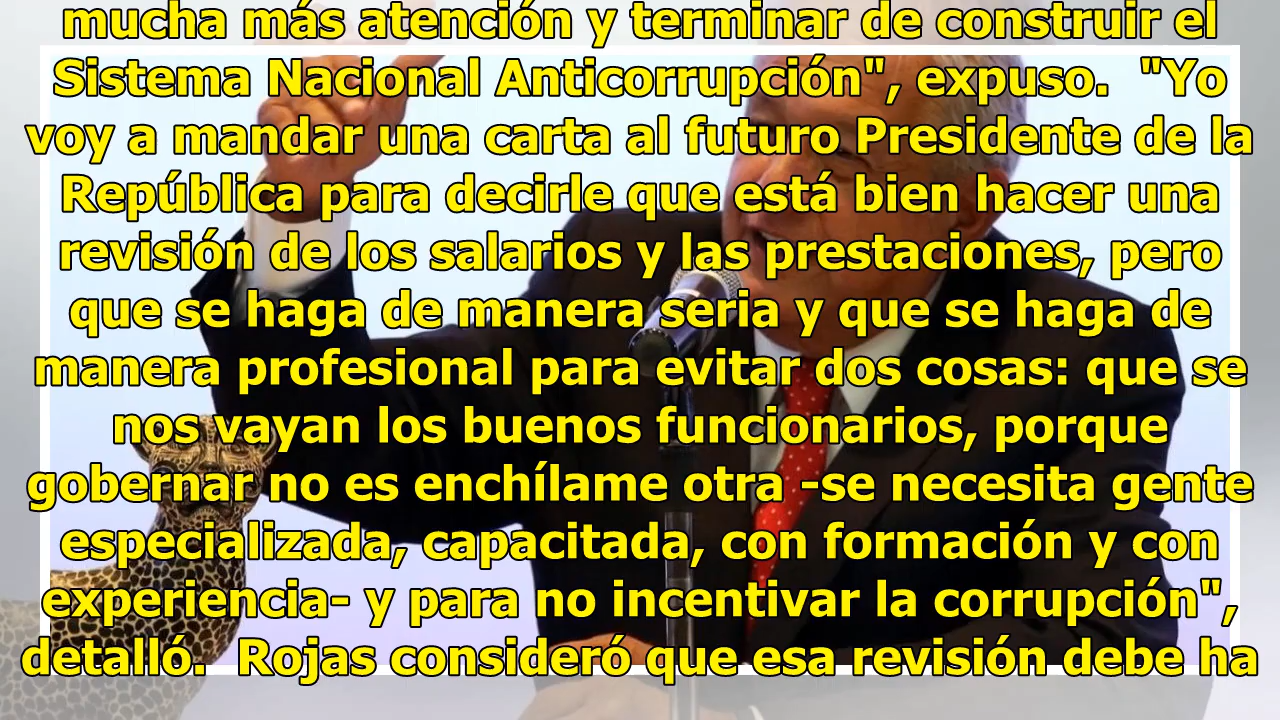 mucha más atención y terminar de construir el
Sistema Nacional Anticorrupción", expuso.  "Yo
voy a mandar una carta al futuro Presidente de la
República para decirle que está bien hacer una
revisión de los salarios y las prestaciones, pero
que se haga de manera seria y que se haga de
manera profesional para evitar dos cosas: que se
nos vayan los buenos funcionarios, porque
gobernar no es enchílame otra -se necesita gente
especializada, capacitada, con formación y con
experiencia- y para no incentivar la corrupción",
detalló.  Rojas consideró que esa revisión debe ha